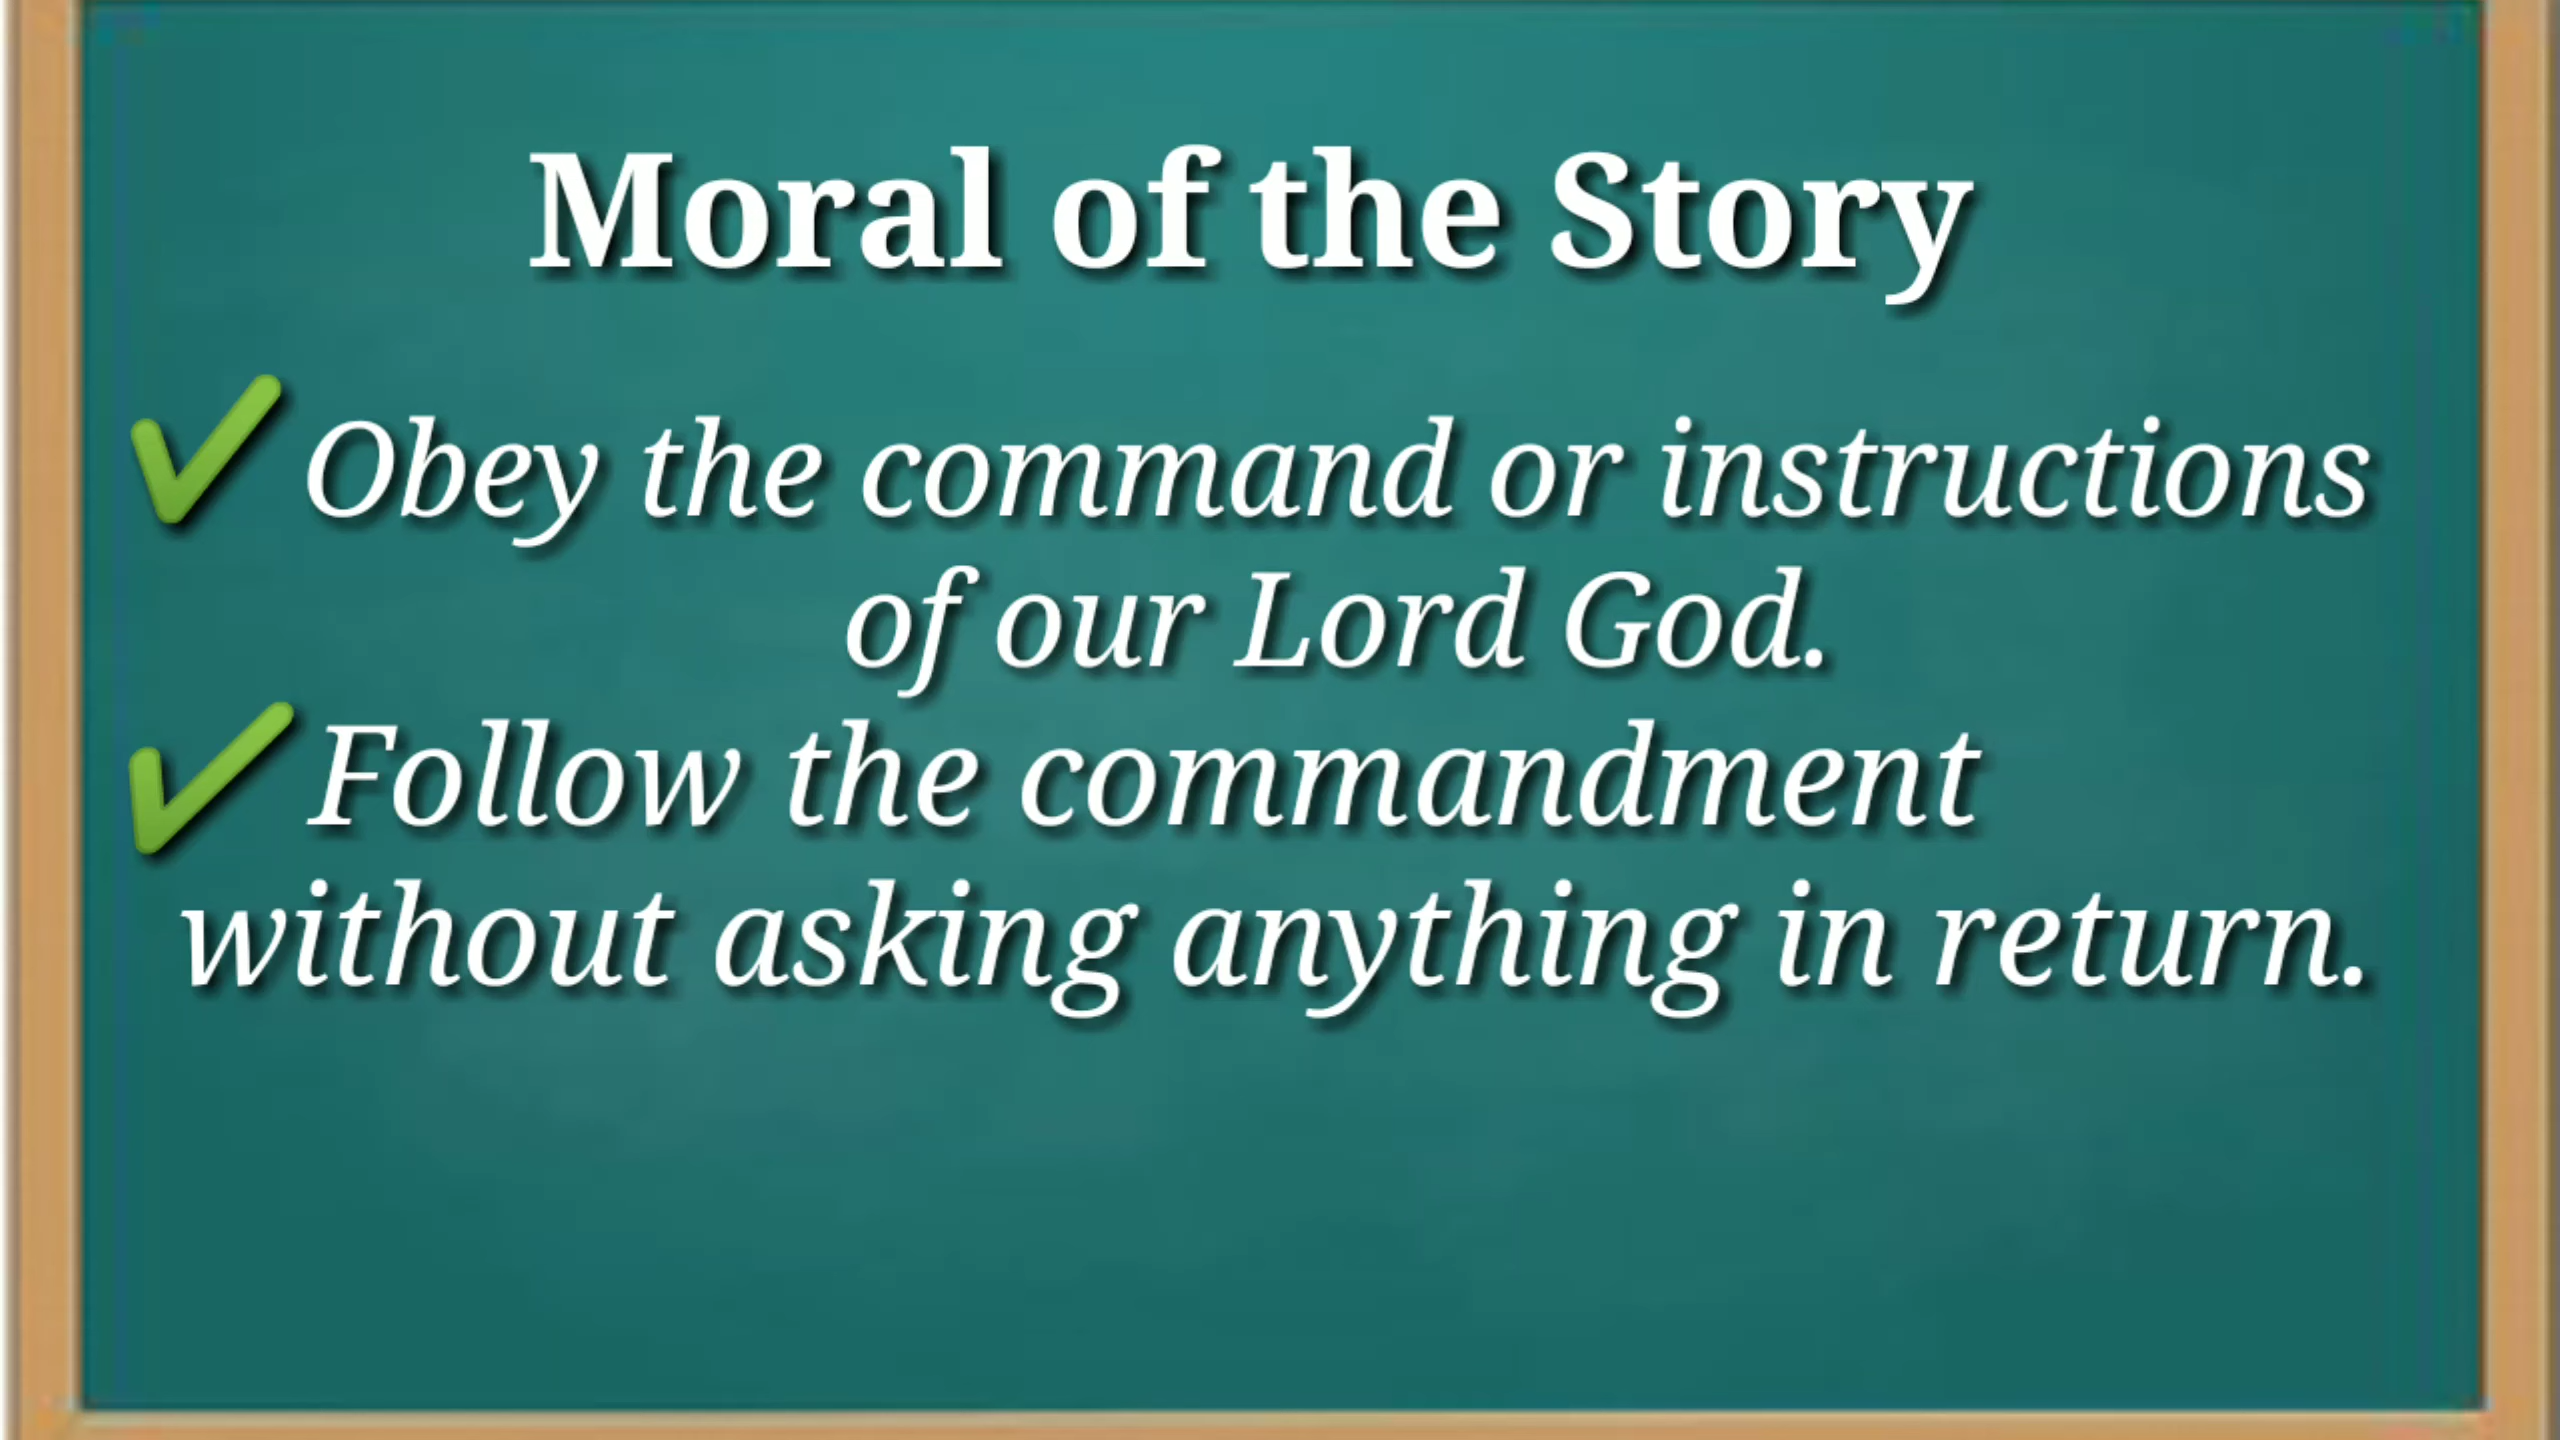 Moral of the Story
✔Obey the command or instructions
of our Lord God.
✔Follow the commandment
without asking anything in return.